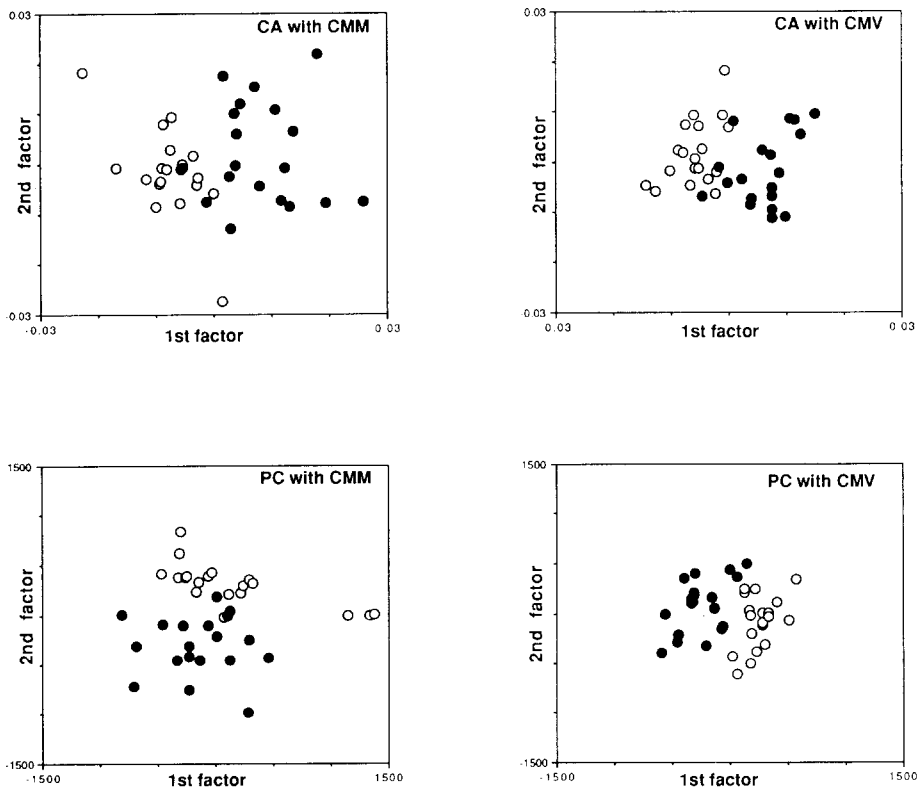 0.03
CA with CMM
2nd factor
-0.03
-0.03
1st factor
0 03
0.03
CA with CMV
2nd factor
-0.03
0.03
1st factor
0 03
1500
PC with CMM
2nd factor
-1500
-1500
1st factor
1500
1500
PC with CMV
2nd factor
-1500
-1500
1st factor
1500